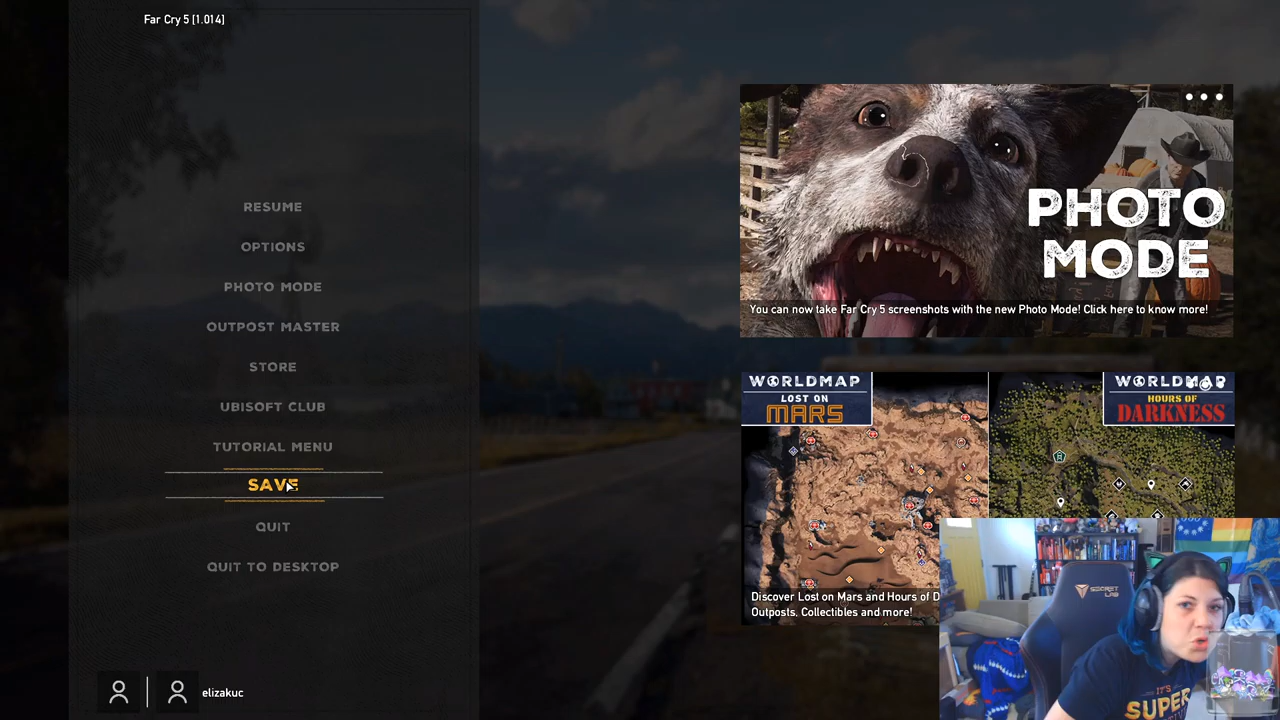 Far Cry 5 [1.014]
RESUME
OPTIONS
PHOTO MODE
OUTPOST MASTER
STORE
UBISOFT CLUB
TUTORIAL MENU
SAVE
QUIT
QUIT TO DESKTOP
elizakuc
PHOTO
MODE
You can now take Far Cry 5 screenshots with the new Photo Mode! Click here to know more!
WORLDMAP
LOST ON
MARS
WORLDMAP
HOURS OF
DARKNESS
Discover Lost on Mars and Hours of D
Outposts, Collectibles and more!
SECRET
LAB
IT'S
SUPER